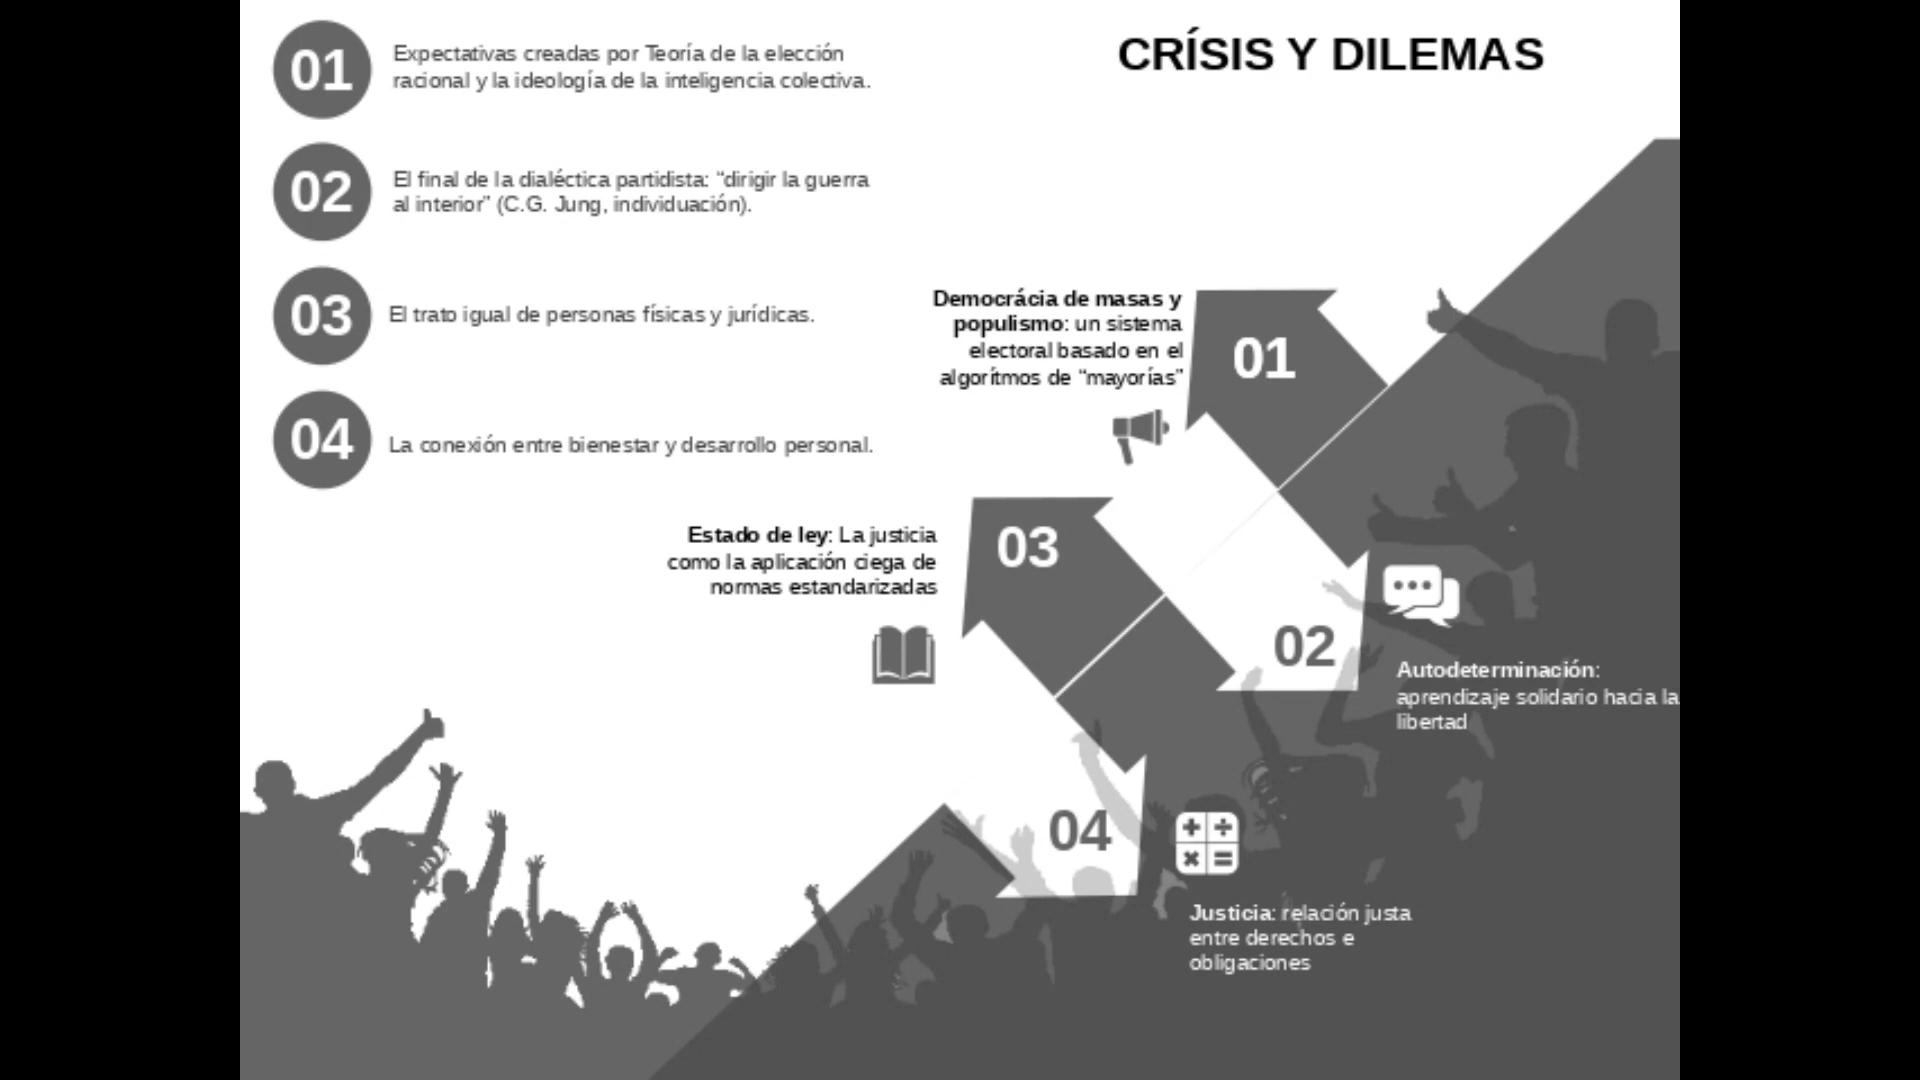 CRÍSIS Y DILEMAS
01
Expectativas creadas por Teoría de la elección
racional y la ideología de la inteligencia colectiva.
02
El final de la dialéctica partidista: “dirigir la guerra
al interior” (C.G. Jung, individuación).
03
El trato igual de personas físicas y jurídicas.
04
La conexión entre bienestar y desarrollo personal.
Democrácia de masas y
populismo: un sistema
electoral basado en el
algorítmos de “mayorías”
01
Estado de ley: La justicia
como la aplicación ciega de
normas estandarizadas
03
02
Autodeterminación:
aprendizaje solidario hacia la
libertad
04
Justicia: relación justa
entre derechos e
obligaciones